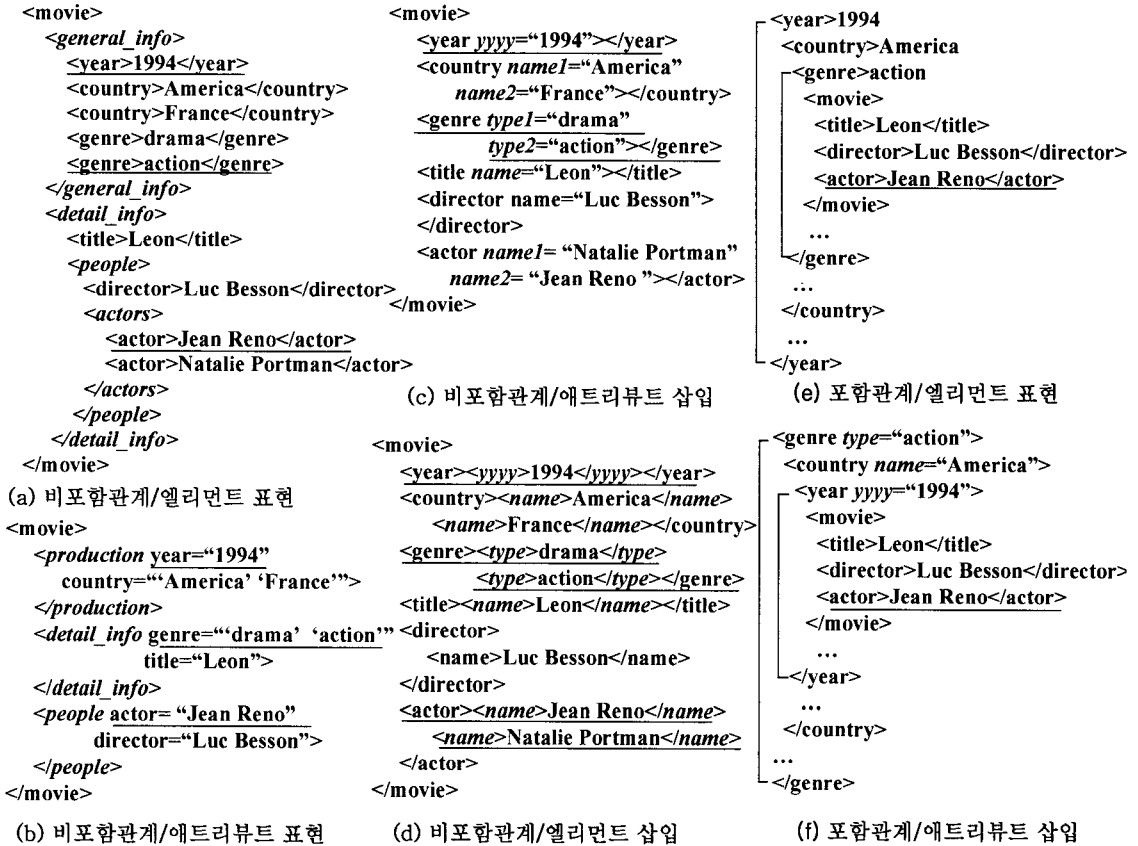 <movie>
<general_info>
<year>1994</year>
<country>America</country>
<country>France</country>
<genre>drama</genre>
<genre>action</genre>
</general_info>
<detail_info>
<title>Leon</title>
<people>
<director>Luc Besson</director>
<actors>
<actor>Jean Reno</actor>
<actor>Natalie Portman</actor>
</actors>
</people>
</detail_info>
</movie>
(a) 비포함관계/엘리먼트 표현
<movie>
<production year=“1994”
country=“‘America’ ‘France’”>
</production>
<detail_info genre=“‘drama’ ‘action’”
title=“Leon”>
</detail_info>
<people actor= “Jean Reno”
director=“Luc Besson”>
</people>
</movie>
(b) 비포함관계/애트리뷰트 표현
<movie>
<year yyyy=“1994”></year>
<country name1=“America”
name2=“France”></country>
<genre type1=“drama”
type2=“action”></genre>
<title name=“Leon”></title>
<director name=“Luc Besson”>
</director>
<actor name1= “Natalie Portman”
name2= “Jean Reno ”></actor>
</movie>
(c) 비포함관계/애트리뷰트 삽입
<movie>
<year><yyyy>1994</yyyy></year>
<country><name>America</name>
<name>France</name></country>
<genre><type>drama</type>
<type>action</type></genre>
<title><name>Leon</name></title>
<director>
<name>Luc Besson</name>
</director>
<actor><name>Jean Reno</name>
<name>Natalie Portman</name>
</actor>
</movie>
(d) 비포함관계/엘리먼트 삽입
<year>1994
<country>America
<genre>action
<movie>
<title>Leon</title>
<director>Luc Besson</director>
<actor>Jean Reno</actor>
</movie>
...
</genre>
...
</country>
...
</year>
(e) 포함관계/엘리먼트 표현
<genre type=“action”>
<country name=“America”>
<year yyyy=“1994”>
<movie>
<title>Leon</title>
<director>Luc Besson</director>
<actor>Jean Reno</actor>
</movie>
...
</year>
...
</country>
...
</genre>
(f) 포함관계/애트리뷰트 삽입